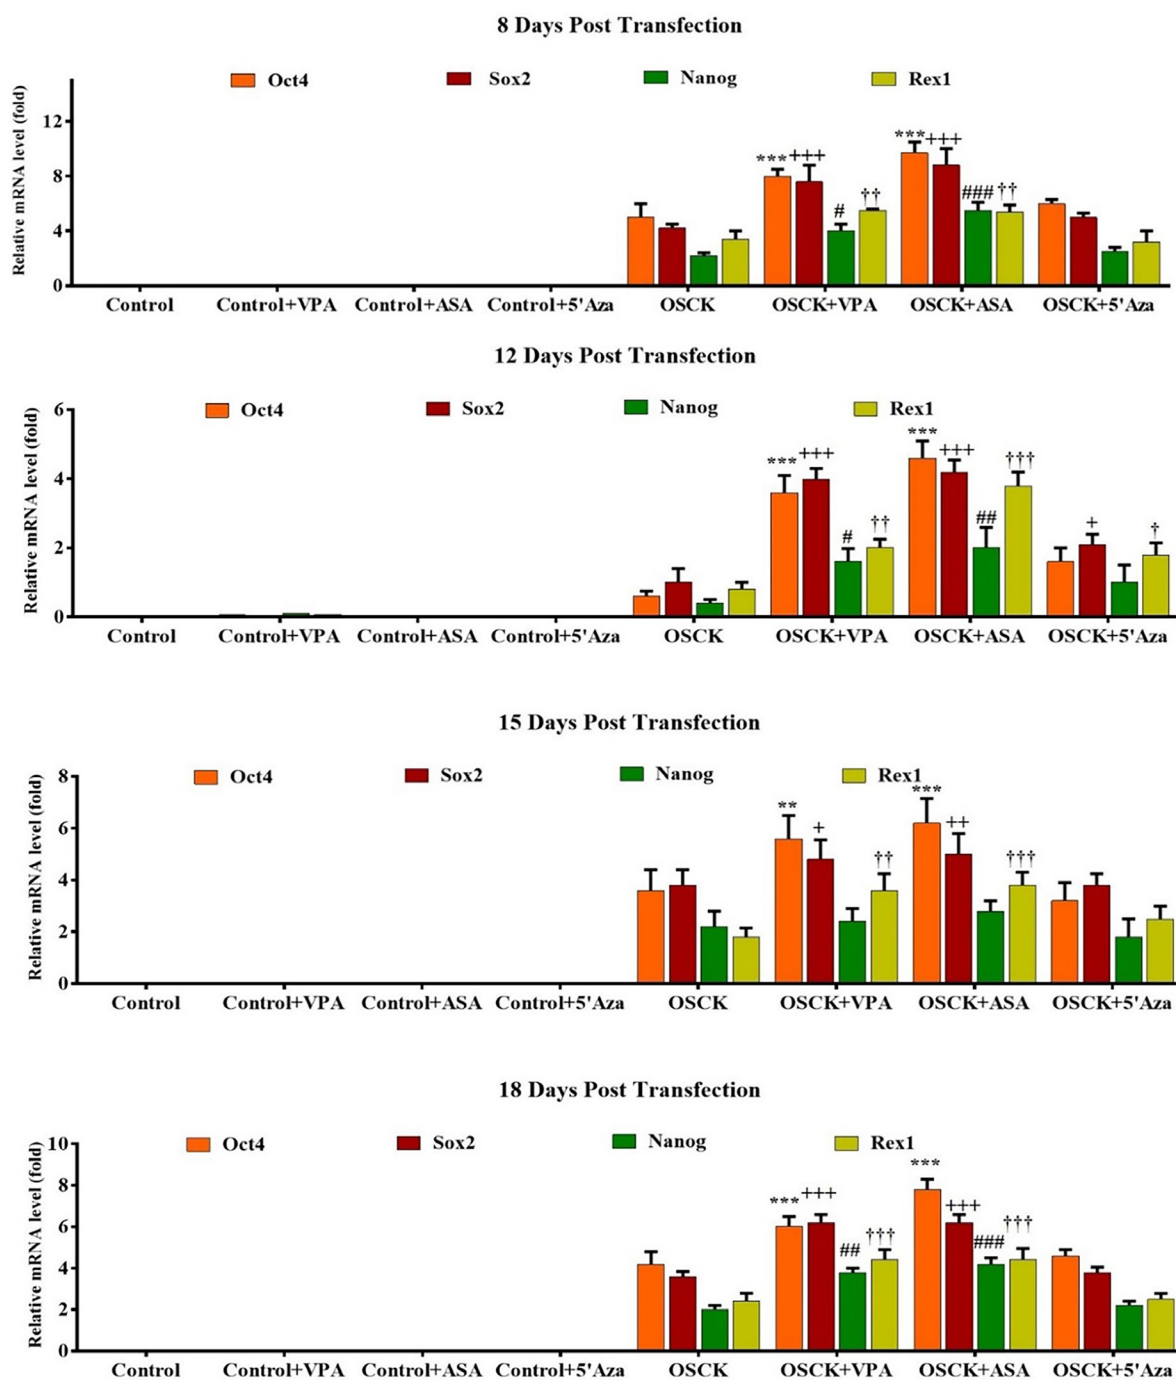 8 Days Post Transfection
Oct4 Sox2 Nanog Rex1
Relative mRNA level (fold)
12
8
4
0
*** +++ # ††
*** +++ ### ††
Control Control+VPA Control+ASA Control+5'Aza OSCK OSCK+VPA OSCK+ASA OSCK+5'Aza
12 Days Post Transfection
Oct4 Sox2 Nanog Rex1
Relative mRNA level (fold)
6
4
2
0
*** +++ # ††
*** +++ ## †††
+ †
Control Control+VPA Control+ASA Control+5'Aza OSCK OSCK+VPA OSCK+ASA OSCK+5'Aza
15 Days Post Transfection
Oct4 Sox2 Nanog Rex1
Relative mRNA level (fold)
8
6
4
2
0
** + ††
*** ++ †††
Control Control+VPA Control+ASA Control+5'Aza OSCK OSCK+VPA OSCK+ASA OSCK+5'Aza
18 Days Post Transfection
Oct4 Sox2 Nanog Rex1
Relative mRNA level (fold)
10
8
6
4
2
0
*** +++ ## †††
*** +++ ### †††
Control Control+VPA Control+ASA Control+5'Aza OSCK OSCK+VPA OSCK+ASA OSCK+5'Aza